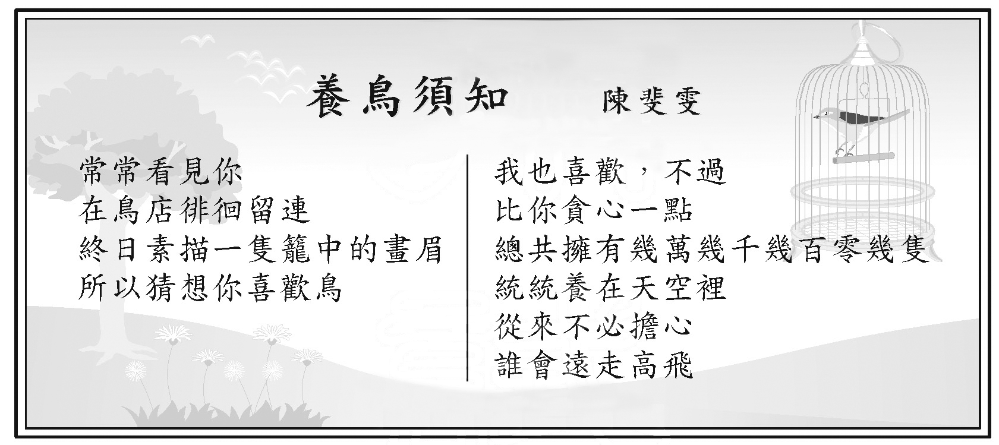 養鳥須知 陳斐雯
常常看見你
在鳥店徘徊留連
終日素描一隻籠中的畫眉
所以猜想你喜歡鳥
我也喜歡，不過
比你貪心一點
總共擁有幾萬幾千幾百零幾隻
統統養在天空裡
從來不必擔心
誰會遠走高飛